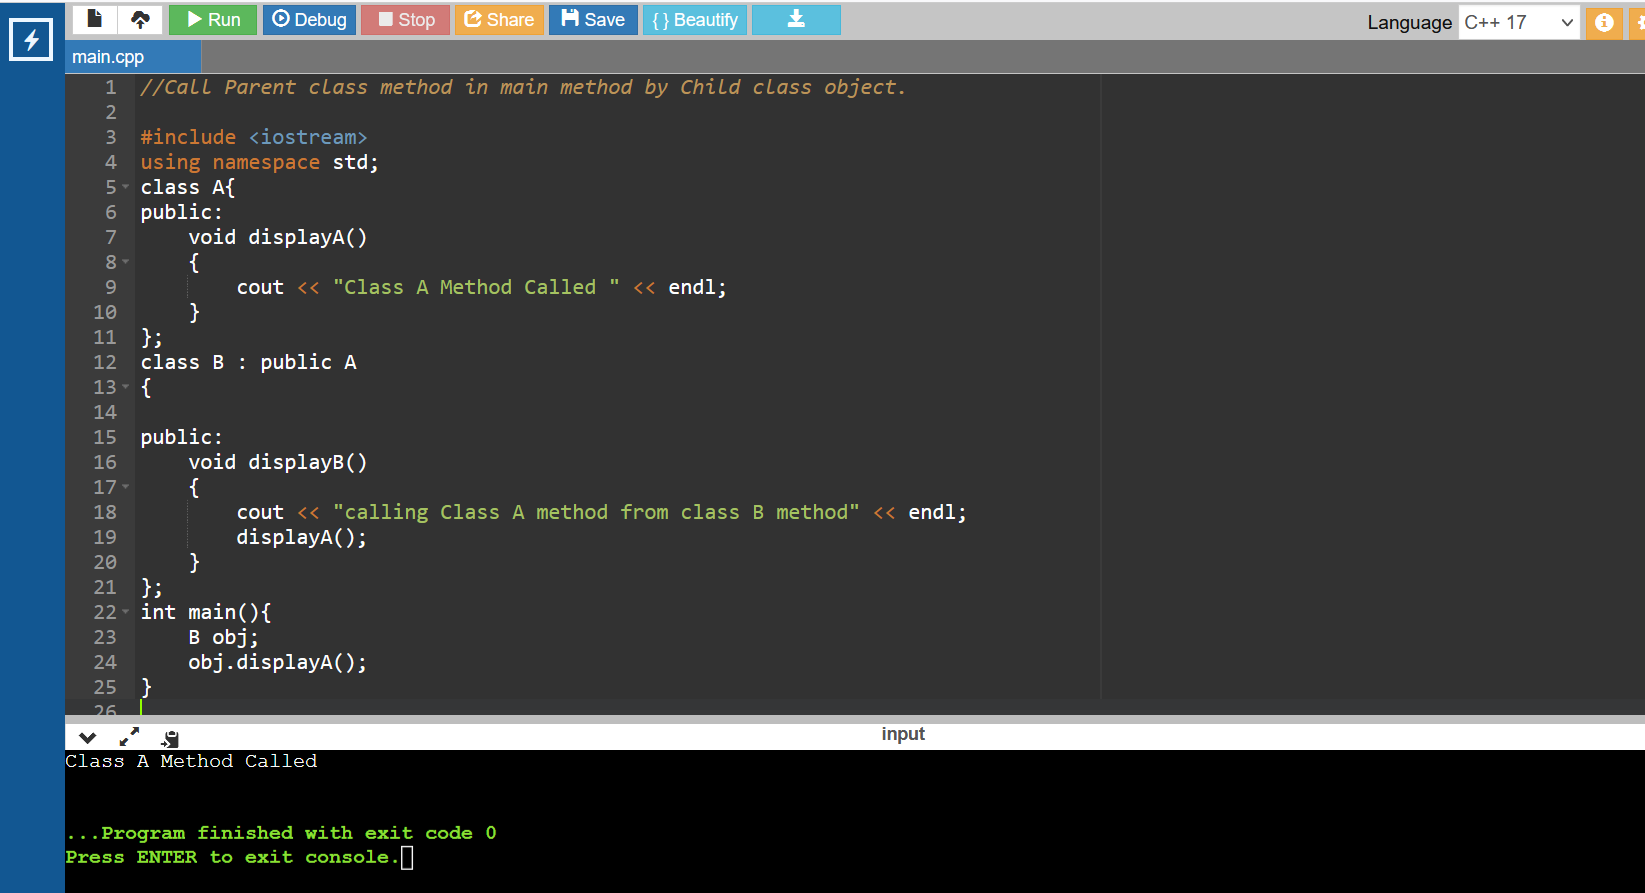 Run Debug Stop Share Save { } Beautify Language C++ 17
main.cpp
1 //Call Parent class method in main method by Child class object.
2
3 #include <iostream>
4 using namespace std;
5 class A{
6 public:
7     void displayA()
8     {
9         cout << "Class A Method Called " << endl;
10     }
11 };
12 class B : public A
13 {
14
15 public:
16     void displayB()
17     {
18         cout << "calling Class A method from class B method" << endl;
19         displayA();
20     }
21 };
22 int main(){
23     B obj;
24     obj.displayA();
25 }
26
input
Class A Method Called
...Program finished with exit code 0
Press ENTER to exit console.